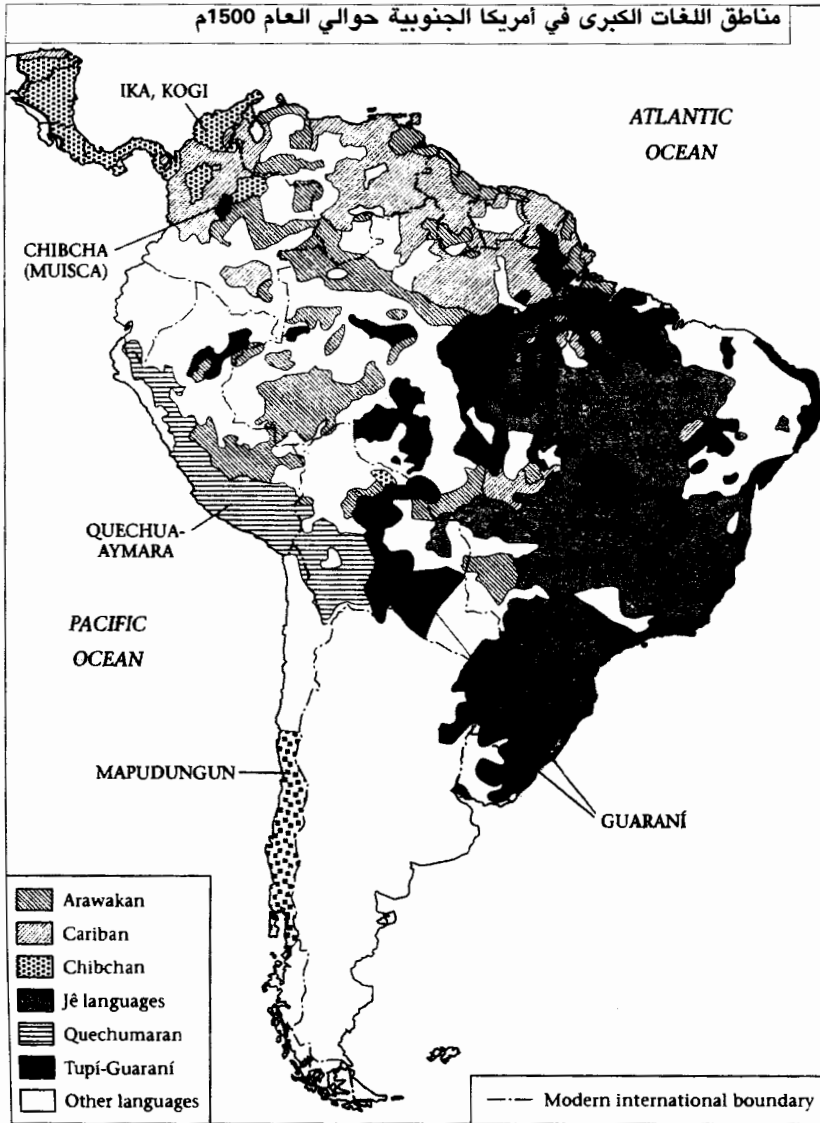 مناطق اللغات الكبرى في أمريكا الجنوبية حوالي العام 1500م
IKA, KOGI
ATLANTIC
OCEAN
CHIBCHA
(MUISCA)
QUECHUA-
AYMARA
PACIFIC
OCEAN
MAPUDUNGUN
GUARANÍ
Arawakan
Cariban
Chibchan
Jê languages
Quechumaran
Tupí-Guaraní
Other languages
Modern international boundary